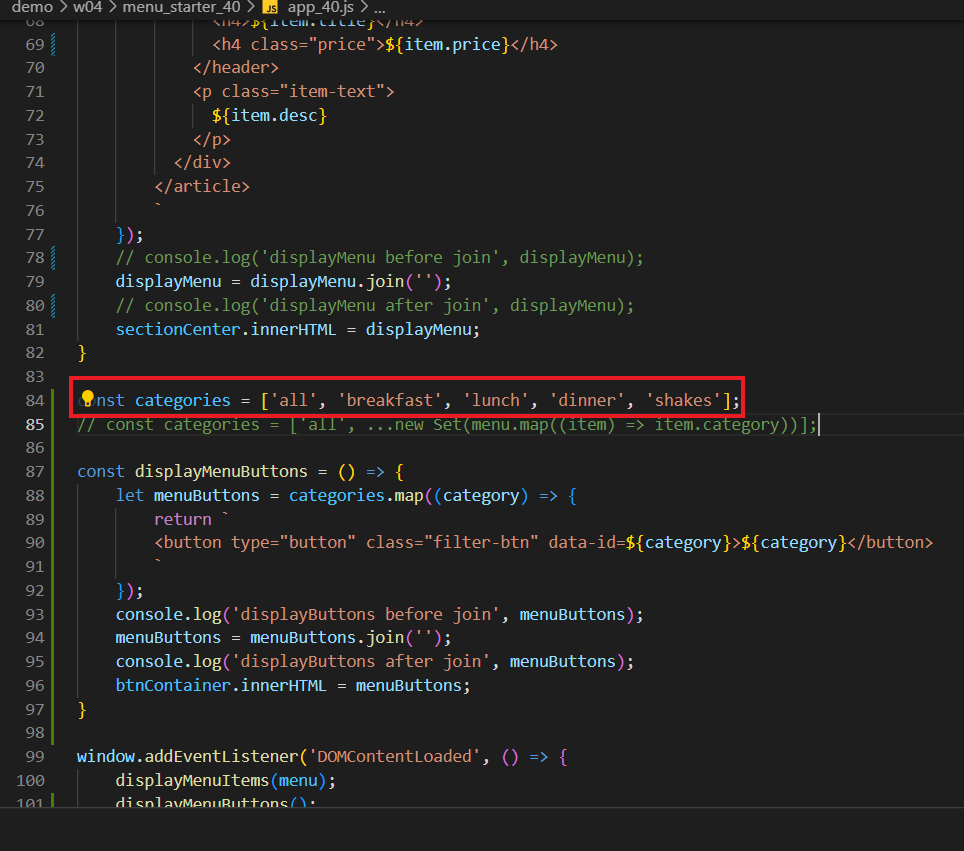 demo > w04 > menu_starter_40 > JS app_40.js > ...
68 <h4>${item.title}</h4>
69 <h4 class="price">${item.price}</h4>
70 </header>
71 <p class="item-text">
72 ${item.desc}
73 </p>
74 </div>
75 </article>
76 `
77 });
78 // console.log('displayMenu before join', displayMenu);
79 displayMenu = displayMenu.join('');
80 // console.log('displayMenu after join', displayMenu);
81 sectionCenter.innerHTML = displayMenu;
82 }
83
84 const categories = ['all', 'breakfast', 'lunch', 'dinner', 'shakes'];
85 // const categories = ['all', ...new Set(menu.map((item) => item.category))];
86
87 const displayMenuButtons = () => {
88 let menuButtons = categories.map((category) => {
89 return `
90 <button type="button" class="filter-btn" data-id=${category}>${category}</button>
91 `
92 });
93 console.log('displayButtons before join', menuButtons);
94 menuButtons = menuButtons.join('');
95 console.log('displayButtons after join', menuButtons);
96 btnContainer.innerHTML = menuButtons;
97 }
98
99 window.addEventListener('DOMContentLoaded', () => {
100 displayMenuItems(menu);
101 displayMenuButtons();